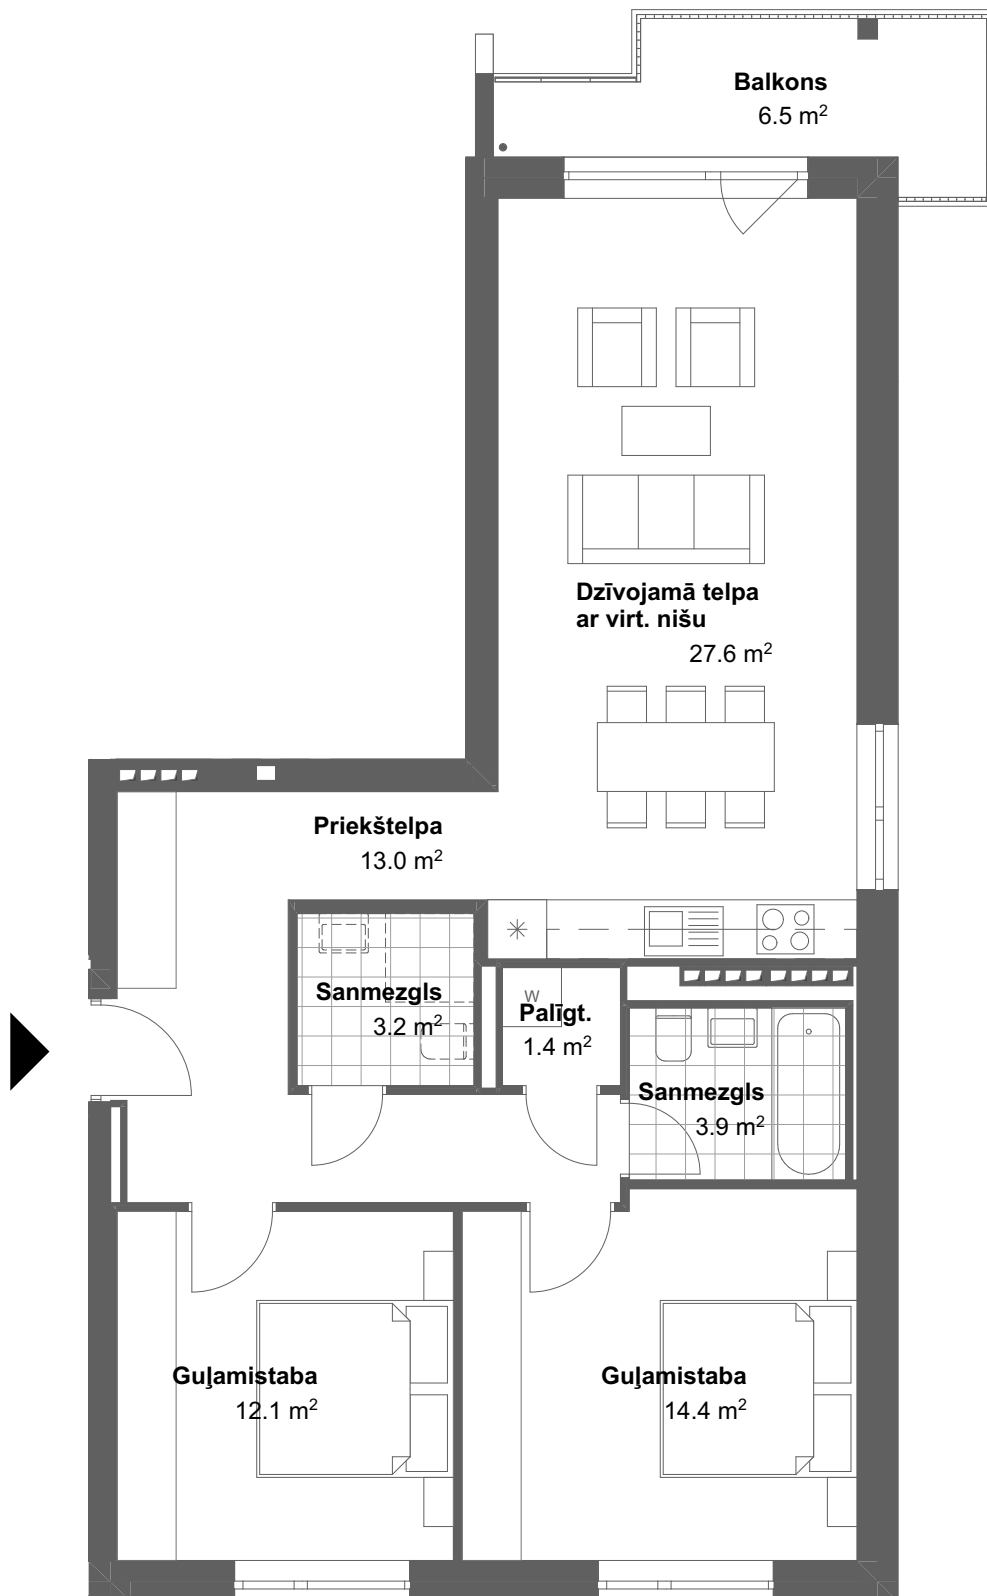 Balkons
6.5 m²
Dzīvojamā telpa
ar virt. nišu
27.6 m²
Priekštelpa
13.0 m²
Sanmezgls
3.2 m²
W
Palīgt.
1.4 m²
Sanmezgls
3.9 m²
Guļamistaba
12.1 m²
Guļamistaba
14.4 m²